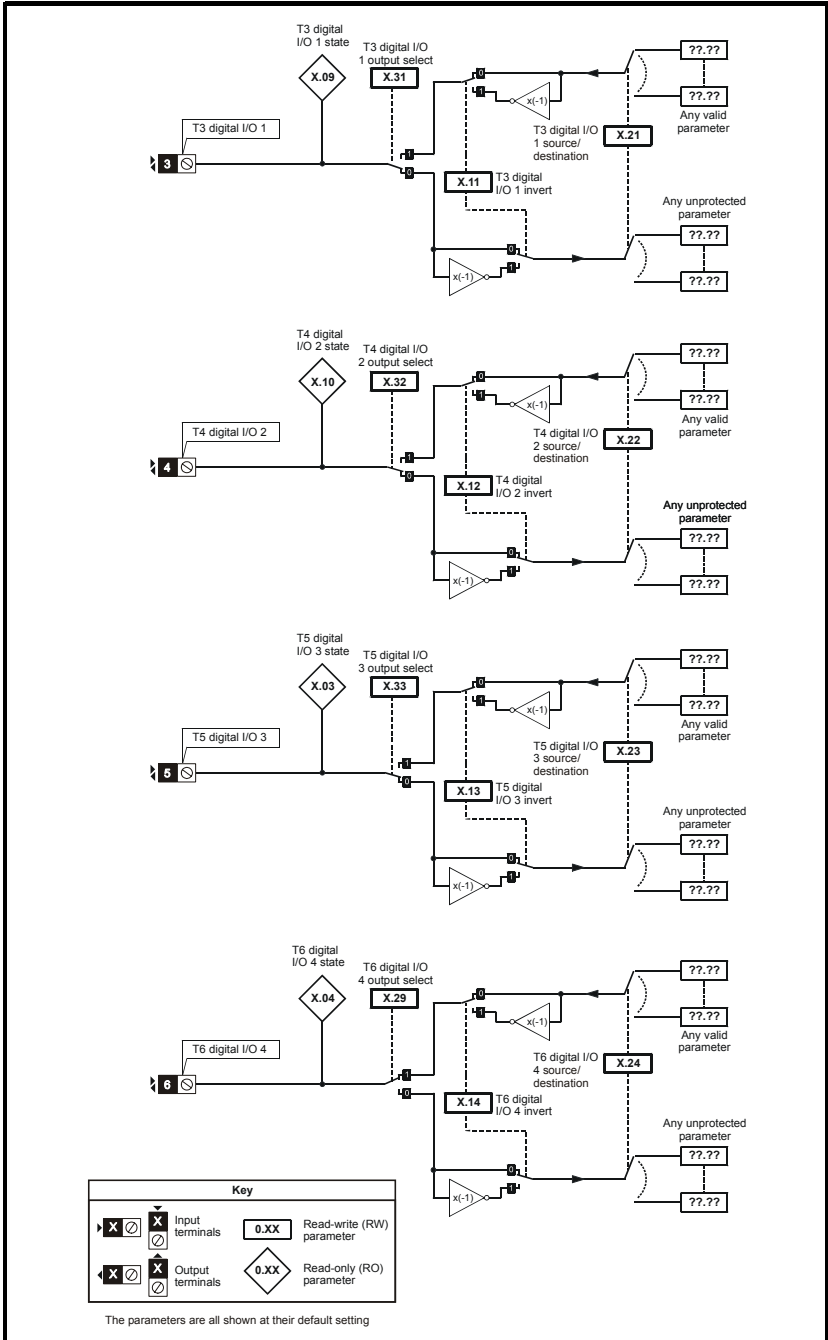 T3 digital
I/O 1 state
X.09
T3 digital I/O
1 output select
X.31
0
1
x(-1)
??.??
??.??
Any valid
parameter
T3 digital I/O
1 source/
destination
X.21
T3 digital I/O 1
3
1
0
X.11
T3 digital
I/O 1 invert
Any unprotected
parameter
??.??
??.??
0
1
x(-1)
T4 digital
I/O 2 state
X.10
T4 digital I/O
2 output select
X.32
0
1
x(-1)
??.??
??.??
Any valid
parameter
T4 digital I/O
2 source/
destination
X.22
T4 digital I/O 2
4
1
0
X.12
T4 digital
I/O 2 invert
Any unprotected
parameter
??.??
??.??
0
1
x(-1)
T5 digital
I/O 3 state
X.03
T5 digital I/O
3 output select
X.33
0
1
x(-1)
??.??
??.??
Any valid
parameter
T5 digital I/O
3 source/
destination
X.23
T5 digital I/O 3
5
1
0
X.13
T5 digital
I/O 3 invert
Any unprotected
parameter
??.??
??.??
0
1
x(-1)
T6 digital
I/O 4 state
X.04
T6 digital I/O
4 output select
X.29
0
1
x(-1)
??.??
??.??
Any valid
parameter
T6 digital I/O
4 source/
destination
X.24
T6 digital I/O 4
6
1
0
X.14
T6 digital
I/O 4 invert
Any unprotected
parameter
??.??
??.??
0
1
x(-1)
Key
X
X
Input
terminals
0.XX
Read-write (RW)
parameter
X
X
Output
terminals
0.XX
Read-only (RO)
parameter
The parameters are all shown at their default setting